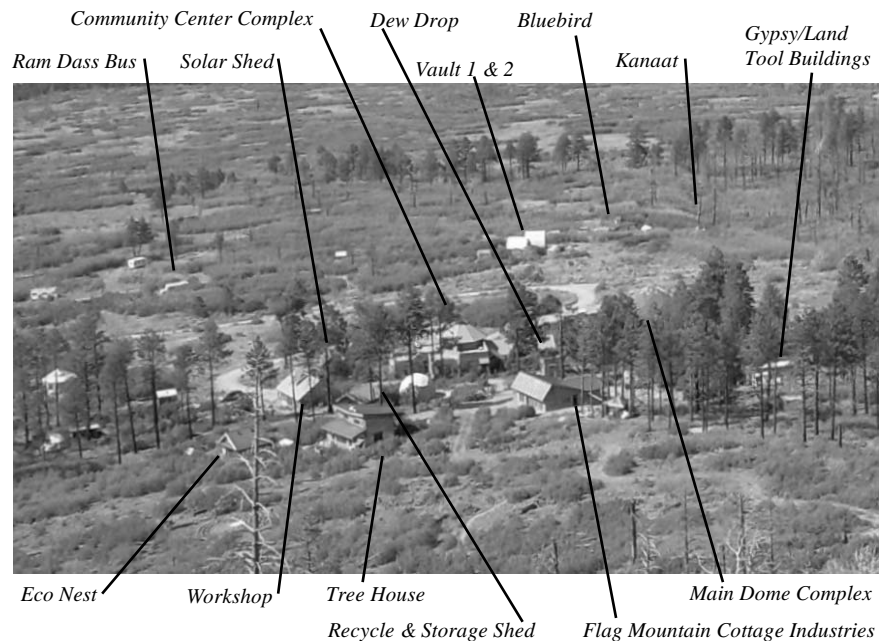 Community Center Complex
Dew Drop
Bluebird
Gypsy/Land
Tool Buildings
Ram Dass Bus
Solar Shed
Vault 1 & 2
Kanaat
Eco Nest
Workshop
Tree House
Main Dome Complex
Recycle & Storage Shed
Flag Mountain Cottage Industries